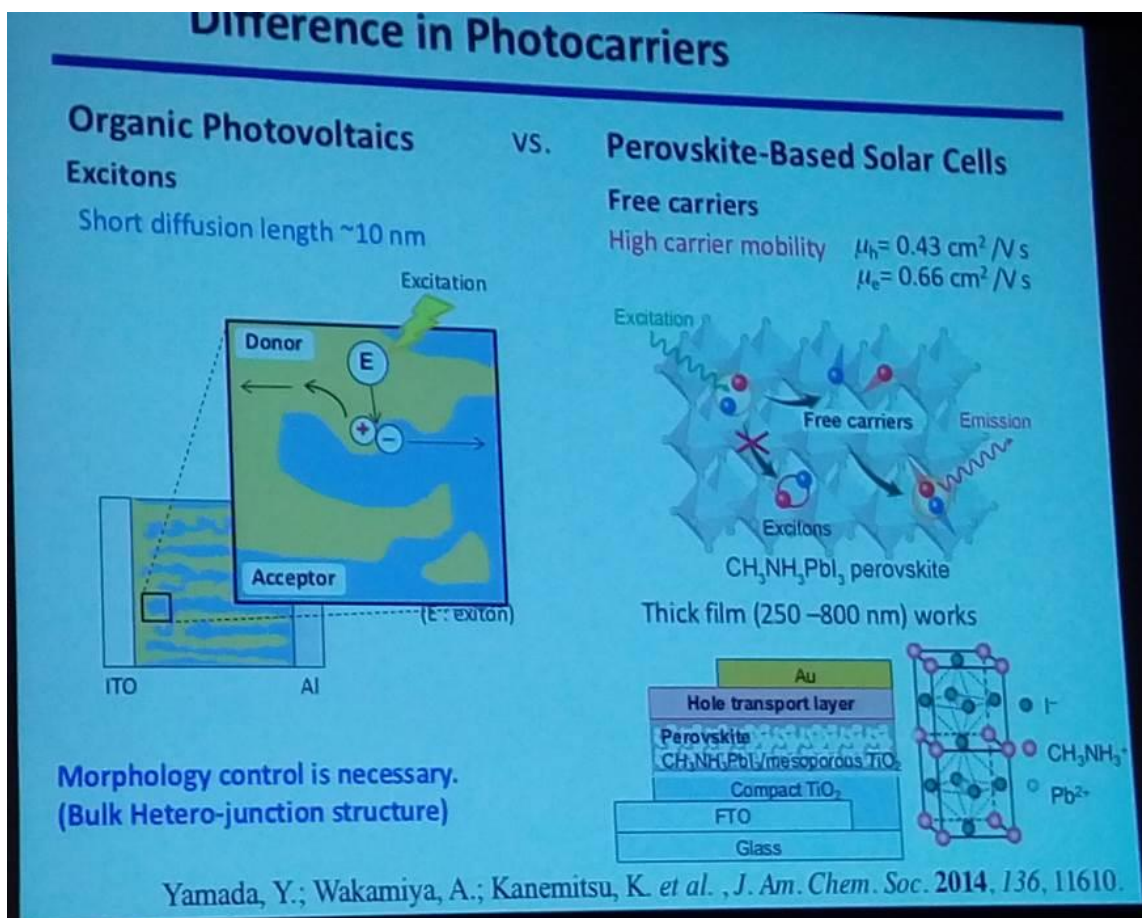 Difference in Photocarriers
Organic Photovoltaics
vs.
Perovskite-Based Solar Cells
Excitons
Short diffusion length ~10 nm
Free carriers
High carrier mobility μh= 0.43 cm² /V s
μe= 0.66 cm² /V s
Excitation
Donor
E
+
−
Acceptor
(E : exiton)
ITO
Al
Excitation
Free carriers
Emission
Excitons
CH₃NH₃PbI₃ perovskite
Thick film (250 –800 nm) works
Au
Hole transport layer
Perovskite
CH₃NH₃PbI₃/mesoporous TiO₂
Compact TiO₂
FTO
Glass
I⁻
CH₃NH₃⁺
Pb²⁺
Morphology control is necessary.
(Bulk Hetero-junction structure)
Yamada, Y.; Wakamiya, A.; Kanemitsu, K. et al. , J. Am. Chem. Soc. 2014, 136, 11610.